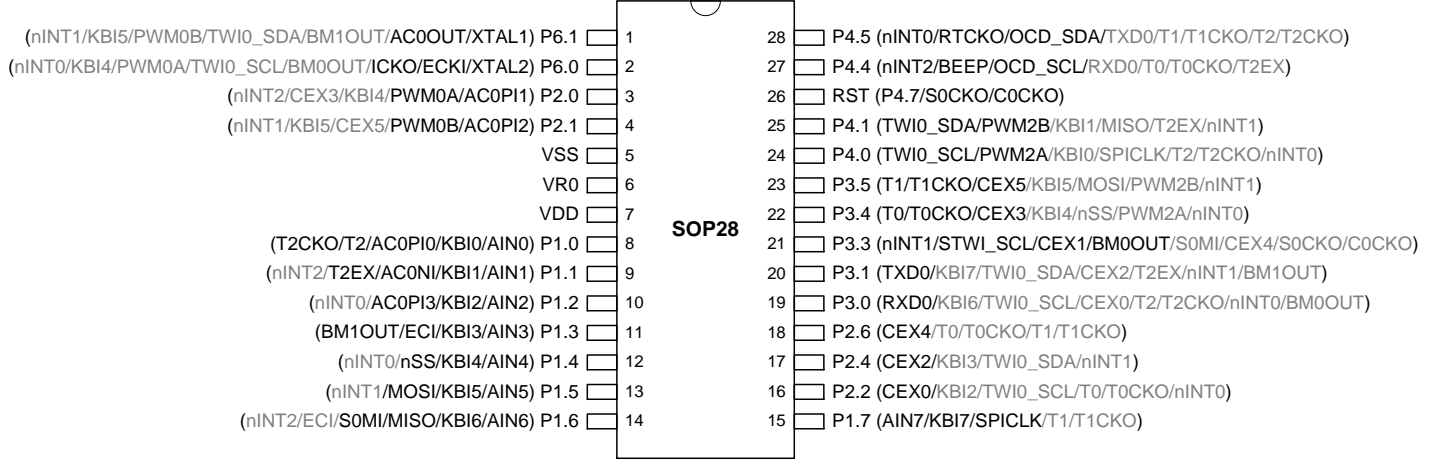 (nINT1/KBI5/PWM0B/TWI0_SDA/BM1OUT/AC0OUT/XTAL1) P6.1 1
(nINT0/KBI4/PWM0A/TWI0_SCL/BM0OUT/ICKO/ECKI/XTAL2) P6.0 2
(nINT2/CEX3/KBI4/PWM0A/AC0PI1) P2.0 3
(nINT1/KBI5/CEX5/PWM0B/AC0PI2) P2.1 4
VSS 5
VR0 6
VDD 7
(T2CKO/T2/AC0PI0/KBI0/AIN0) P1.0 8
(nINT2/T2EX/AC0NI/KBI1/AIN1) P1.1 9
(nINT0/AC0PI3/KBI2/AIN2) P1.2 10
(BM1OUT/ECI/KBI3/AIN3) P1.3 11
(nINT0/nSS/KBI4/AIN4) P1.4 12
(nINT1/MOSI/KBI5/AIN5) P1.5 13
(nINT2/ECI/S0MI/MISO/KBI6/AIN6) P1.6 14
SOP28
28 P4.5 (nINT0/RTCKO/OCD_SDA/TXD0/T1/T1CKO/T2/T2CKO)
27 P4.4 (nINT2/BEEP/OCD_SCL/RXD0/T0/T0CKO/T2EX)
26 RST (P4.7/S0CKO/C0CKO)
25 P4.1 (TWI0_SDA/PWM2B/KBI1/MISO/T2EX/nINT1)
24 P4.0 (TWI0_SCL/PWM2A/KBI0/SPICLK/T2/T2CKO/nINT0)
23 P3.5 (T1/T1CKO/CEX5/KBI5/MOSI/PWM2B/nINT1)
22 P3.4 (T0/T0CKO/CEX3/KBI4/nSS/PWM2A/nINT0)
21 P3.3 (nINT1/STWI_SCL/CEX1/BM0OUT/S0MI/CEX4/S0CKO/C0CKO)
20 P3.1 (TXD0/KBI7/TWI0_SDA/CEX2/T2EX/nINT1/BM1OUT)
19 P3.0 (RXD0/KBI6/TWI0_SCL/CEX0/T2/T2CKO/nINT0/BM0OUT)
18 P2.6 (CEX4/T0/T0CKO/T1/T1CKO)
17 P2.4 (CEX2/KBI3/TWI0_SDA/nINT1)
16 P2.2 (CEX0/KBI2/TWI0_SCL/T0/T0CKO/nINT0)
15 P1.7 (AIN7/KBI7/SPICLK/T1/T1CKO)